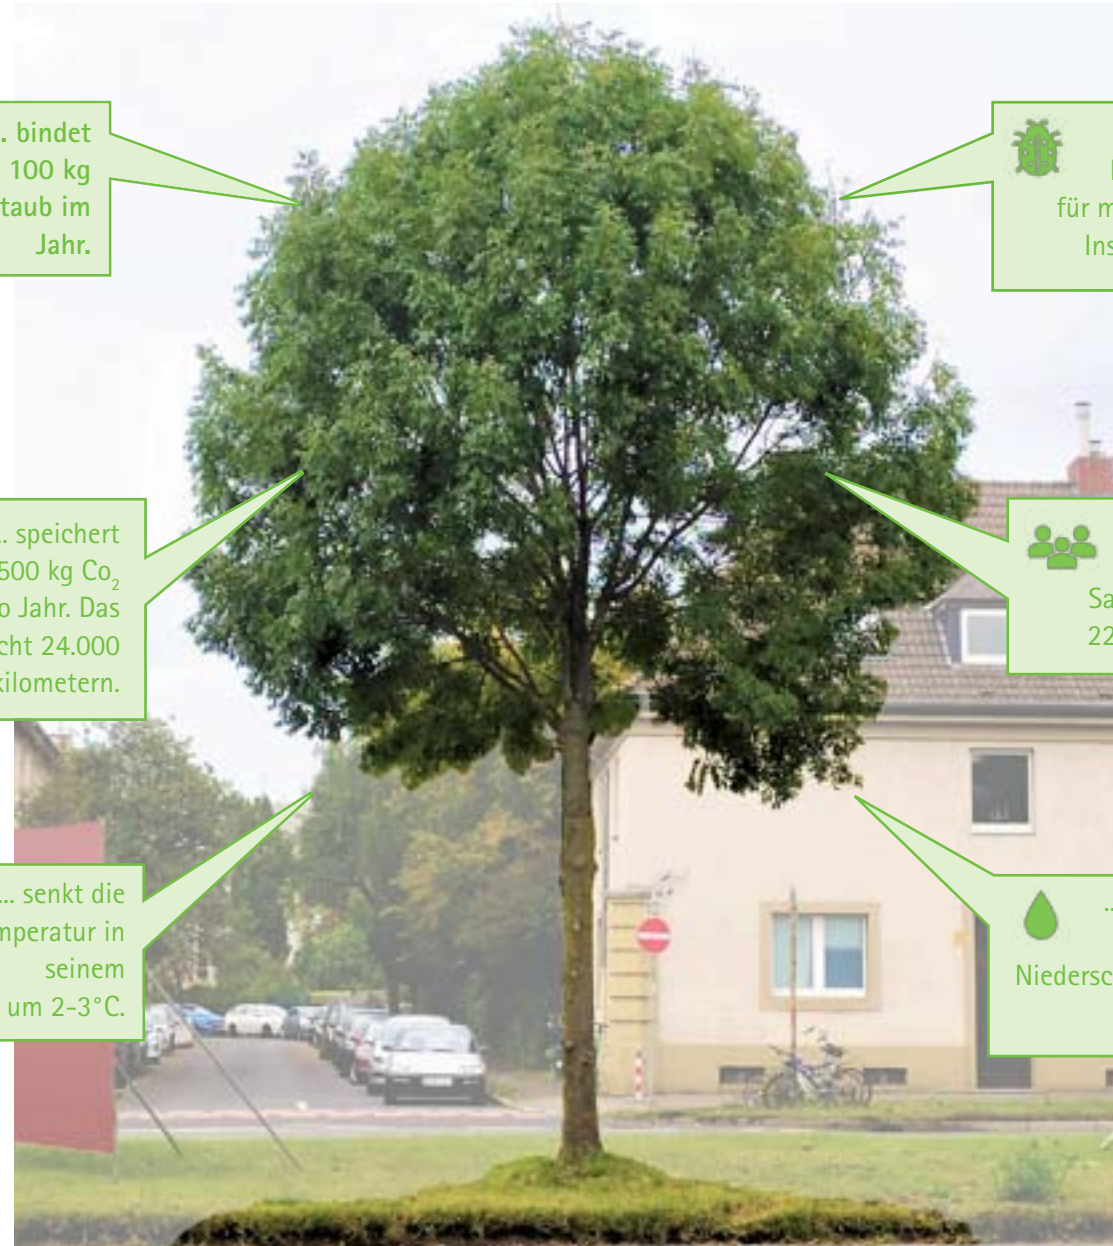 ... bindet
100 kg
taub im
Jahr.
... speichert
500 kg Co₂
o Jahr. Das
cht 24.000
kilometern.
... senkt die
mperatur in
seinem
um 2-3°C.
für m
Ins
Sa
22
..
Niedersc